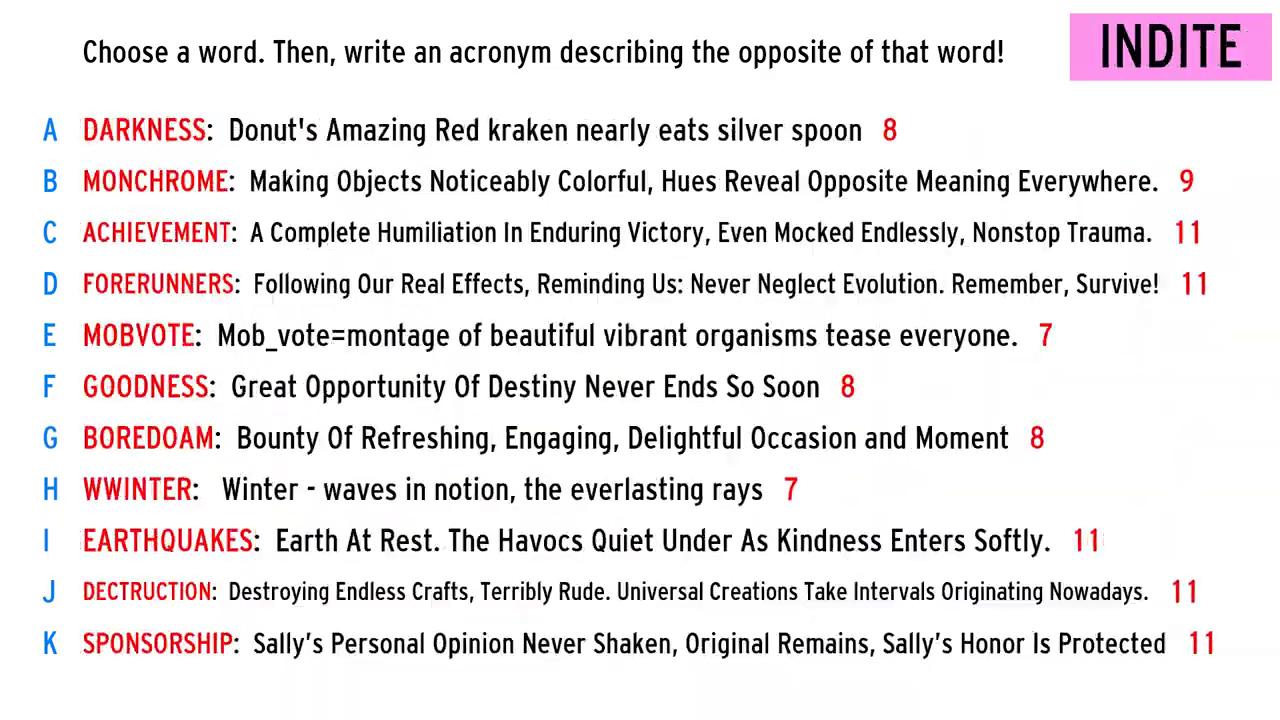 Choose a word. Then, write an acronym describing the opposite of that word!
INDITE
A DARKNESS: Donut's Amazing Red kraken nearly eats silver spoon 8
B MONCHROME: Making Objects Noticeably Colorful, Hues Reveal Opposite Meaning Everywhere. 9
C ACHIEVEMENT: A Complete Humiliation In Enduring Victory, Even Mocked Endlessly, Nonstop Trauma. 11
D FORERUNNERS: Following Our Real Effects, Reminding Us: Never Neglect Evolution. Remember, Survive! 11
E MOBVOTE: Mob_vote=montage of beautiful vibrant organisms tease everyone. 7
F GOODNESS: Great Opportunity Of Destiny Never Ends So Soon 8
G BOREDOAM: Bounty Of Refreshing, Engaging, Delightful Occasion and Moment 8
H WWINTER: Winter - waves in notion, the everlasting rays 7
I EARTHQUAKES: Earth At Rest. The Havocs Quiet Under As Kindness Enters Softly. 11
J DECTRUCTION: Destroying Endless Crafts, Terribly Rude. Universal Creations Take Intervals Originating Nowadays. 11
K SPONSORSHIP: Sally's Personal Opinion Never Shaken, Original Remains, Sally's Honor Is Protected 11